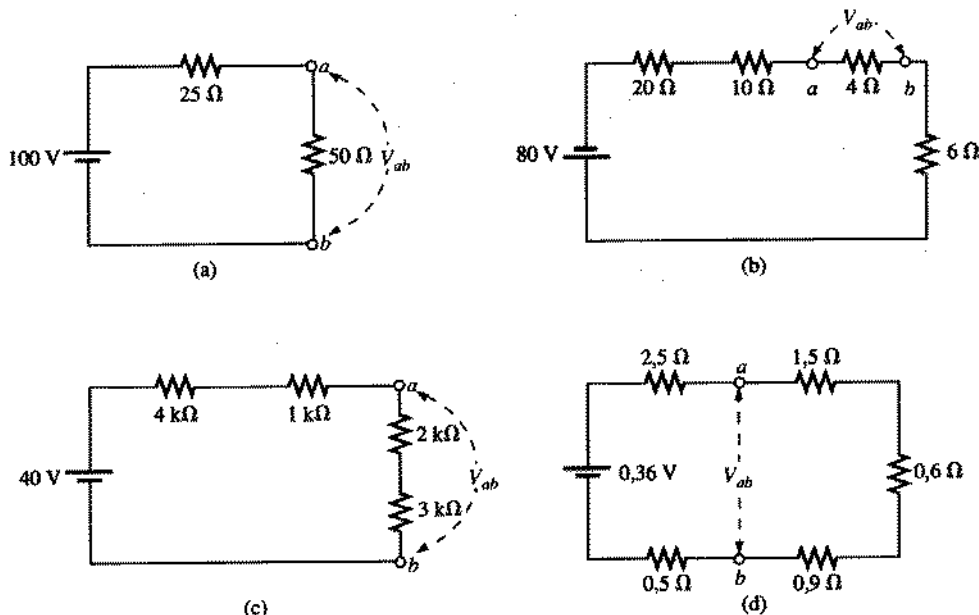 25 Ω
a
100 V
50 Ω
V_ab
b
(a)
V_ab
20 Ω
10 Ω
a
4 Ω
b
80 V
6 Ω
(b)
4 kΩ
1 kΩ
a
2 kΩ
40 V
V_ab
3 kΩ
b
(c)
2,5 Ω
a
1,5 Ω
0,36 V
V_ab
0,6 Ω
0,5 Ω
b
0,9 Ω
(d)